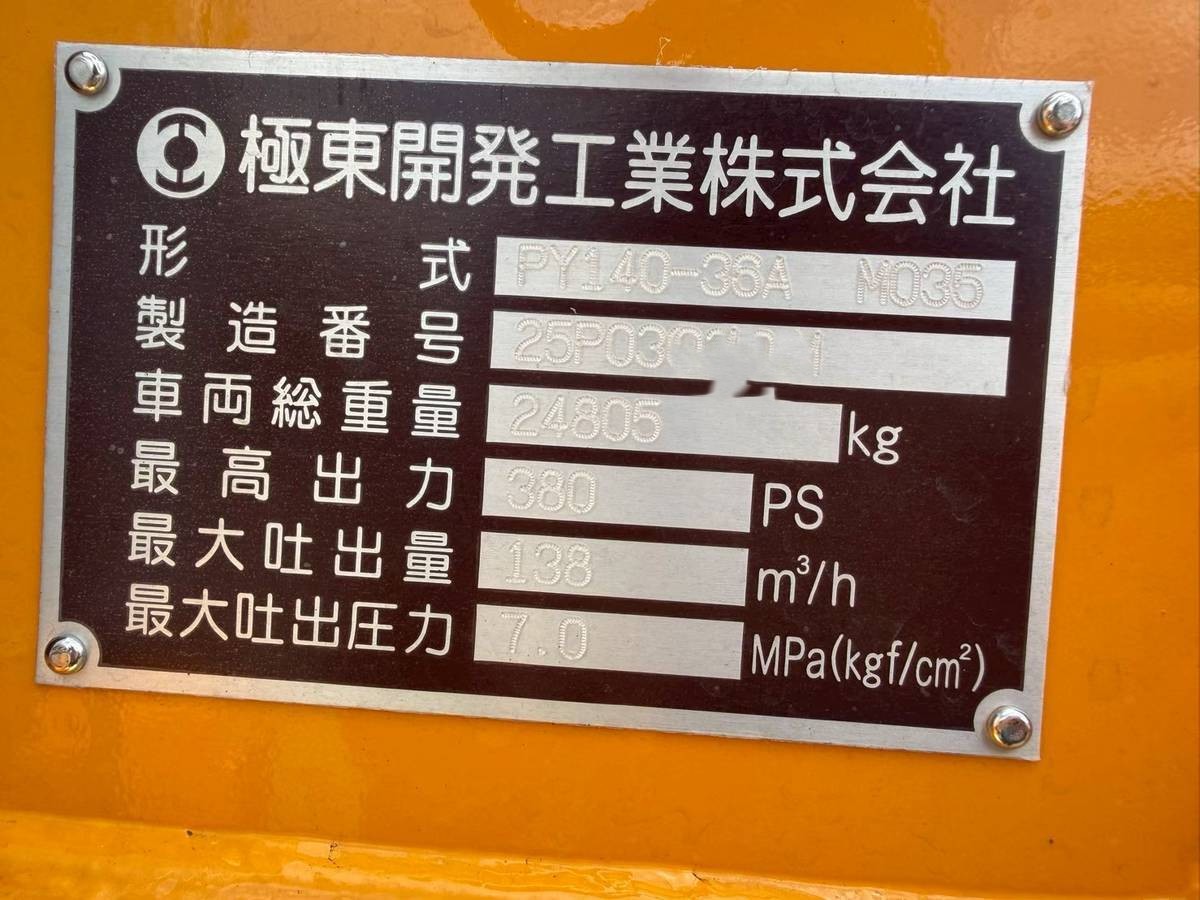 極東開発工業株式会社
形式 PY140-36A M035
製造番号
車両総重量 24805 kg
最高出力 380 PS
最大吐出量 138 m³/h
最大吐出圧力 7.0 MPa(kgf/cm²)